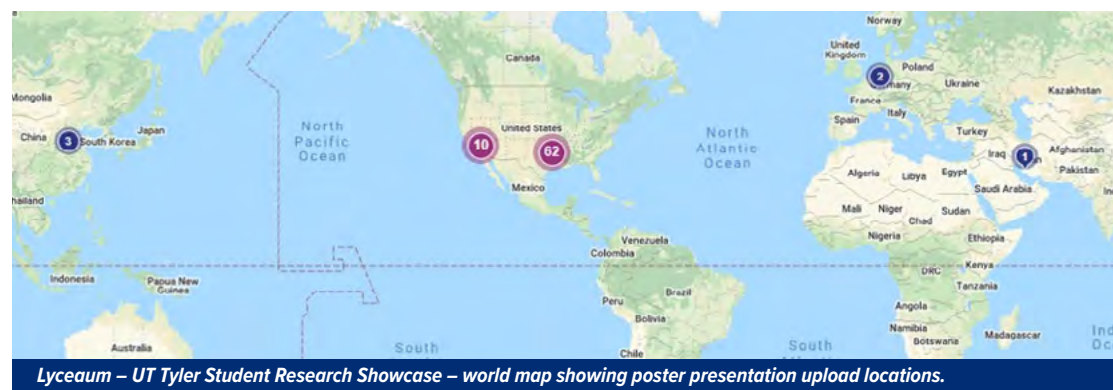 Norway
United
Kingdom
Poland
Canada
2
Germany
Ukraine
Kazakhstan
Mongolia
France
Italy
Spain
Japan
China
3
South Korea
North
Pacific
Ocean
10
United States
62
North
Atlantic
Ocean
Turkey
Iraq
1
Afghanistan
Pakistan
Mexico
Algeria
Libya
Egypt
Saudi Arabia
Mali
Niger
Chad
Sudan
Nigeria
Ethiopia
Venezuela
Colombia
DRC
Kenya
Tanzania
Indonesia
Papua New
Guinea
Peru
Brazil
Bolivia
Angola
Namibia
Botswana
Madagascar
Australia
South
Chile
South
Lyceaum – UT Tyler Student Research Showcase – world map showing poster presentation upload locations.